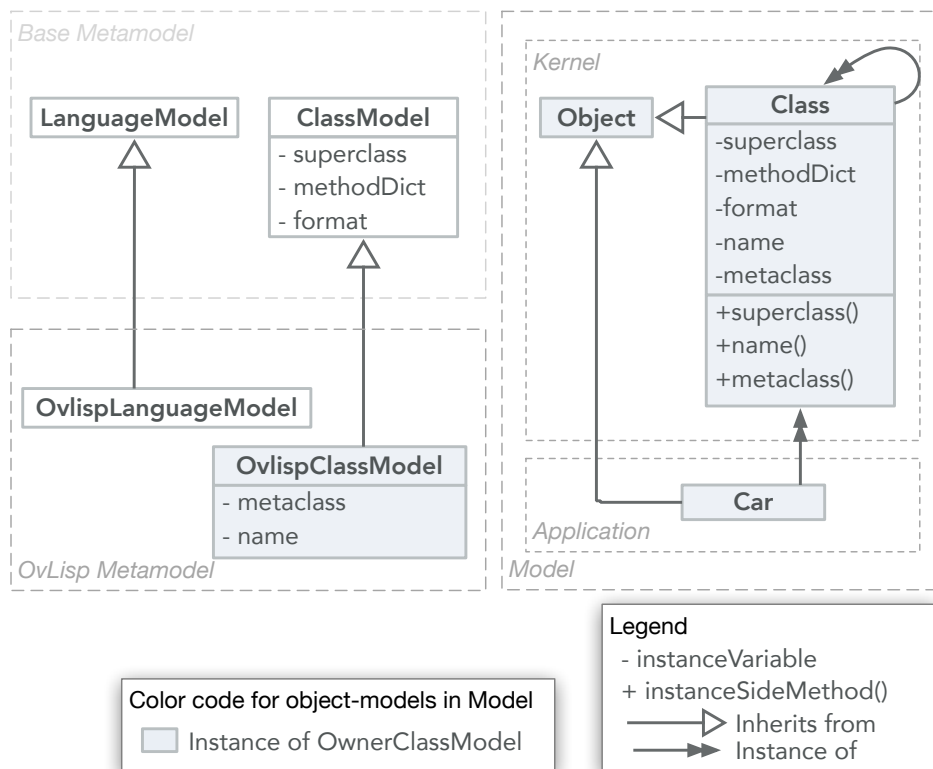 Base Metamodel
LanguageModel
ClassModel
- superclass
- methodDict
- format
OvlispLanguageModel
OvlispClassModel
- metaclass
- name
OvLisp Metamodel
Kernel
Object
Class
-superclass
-methodDict
-format
-name
-metaclass
+superclass()
+name()
+metaclass()
Car
Application
Model
Color code for object-models in Model
Instance of OwnerClassModel
Legend
- instanceVariable
+ instanceSideMethod()
Inherits from
Instance of